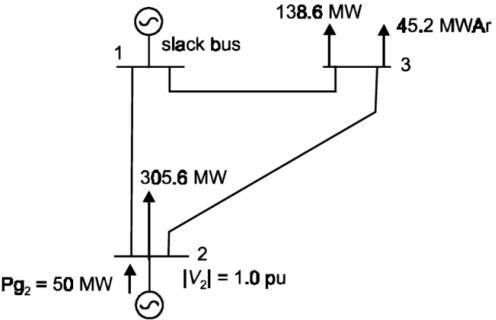 138.6 MW
45.2 MWAr
slack bus
1
3
305.6 MW
2
Pg₂ = 50 MW
|V₂| = 1.0 pu